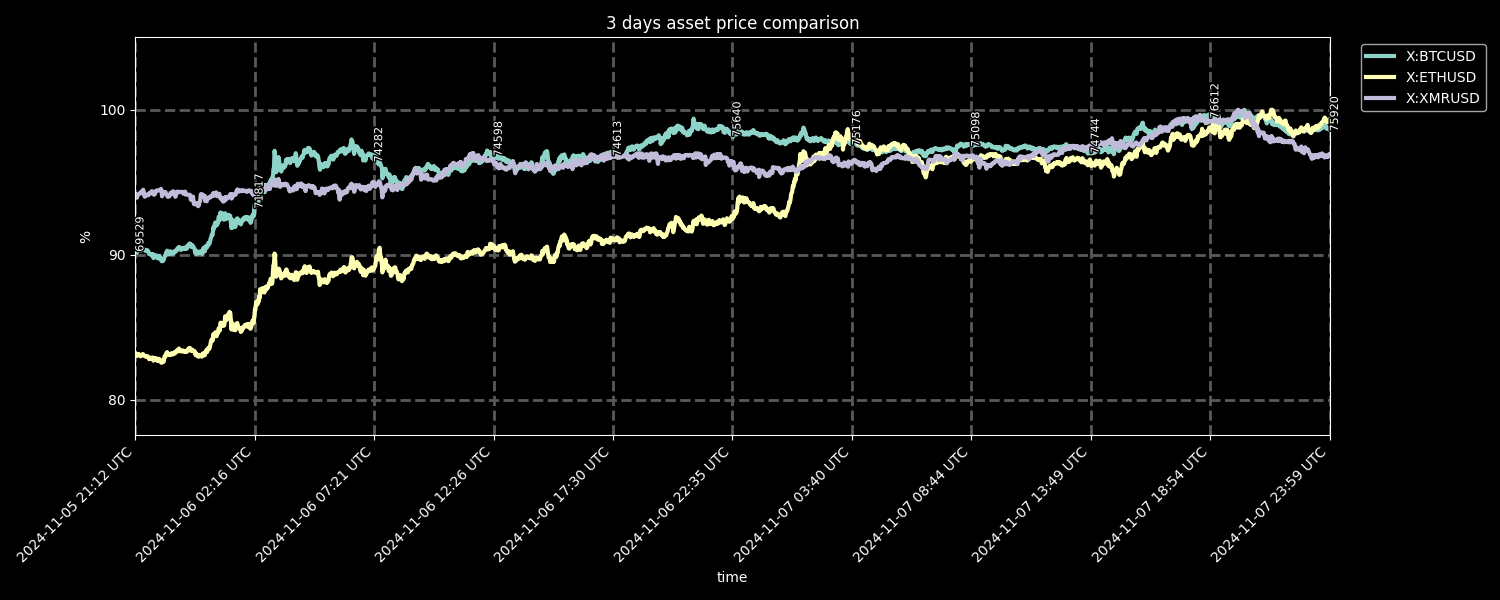 3 days asset price comparison
X:BTCUSD
X:ETHUSD
X:XMRUSD
%
100
90
80
69529
71817
74282
74598
74613
75640
75176
75098
74744
76612
75920
2024-11-05 21:12 UTC
2024-11-06 02:16 UTC
2024-11-06 07:21 UTC
2024-11-06 12:26 UTC
2024-11-06 17:30 UTC
2024-11-06 22:35 UTC
2024-11-07 03:40 UTC
2024-11-07 08:44 UTC
2024-11-07 13:49 UTC
2024-11-07 18:54 UTC
2024-11-07 23:59 UTC
time